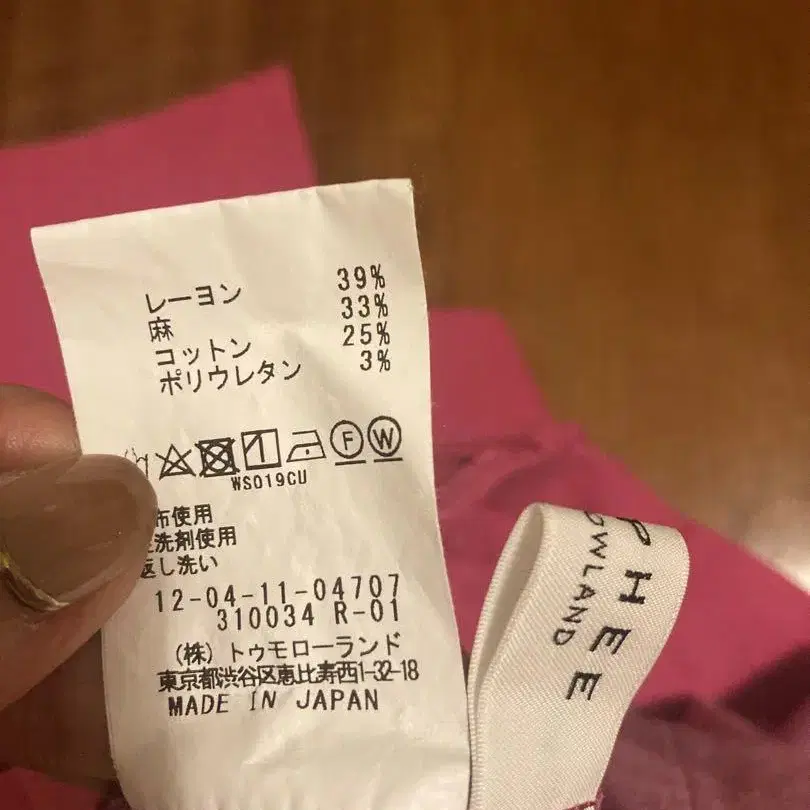 レーヨン 39%
麻 33%
コットン 25%
ポリウレタン 3%
F W
WS019CU
布使用
洗剤使用
返し洗い
12-04-11-04707
310034 R-01
(株) トゥモローランド
東京都渋谷区恵比寿西1-32-18
MADE IN JAPAN
PHEE
OWLAND